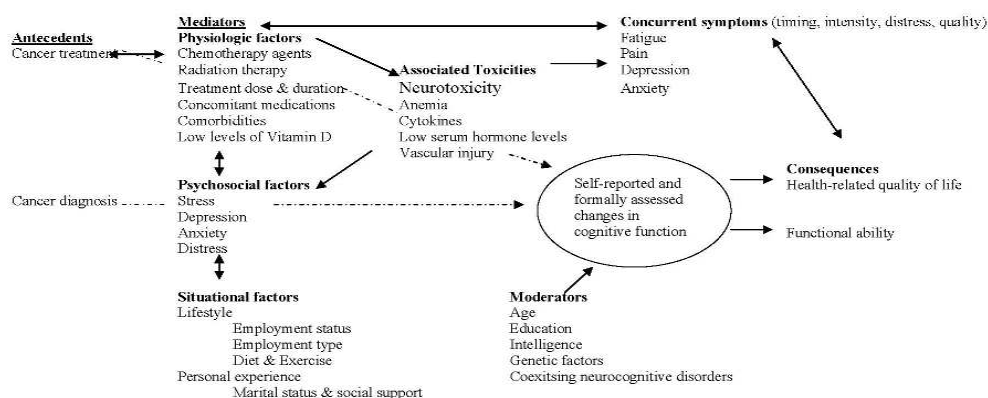 Antecedents
Cancer treatment
Cancer diagnosis
Mediators
Physiologic factors
Chemotherapy agents
Radiation therapy
Treatment dose & duration
Concomitant medications
Comorbidities
Low levels of Vitamin D
Psychosocial factors
Stress
Depression
Anxiety
Distress
Situational factors
Lifestyle
Employment status
Employment type
Diet & Exercise
Personal experience
Marital status & social support
Associated Toxicities
Neurotoxicity
Anemia
Cytokines
Low serum hormone levels
Vascular injury
Concurrent symptoms (timing, intensity, distress, quality)
Fatigue
Pain
Depression
Anxiety
Self-reported and
formally assessed
changes in
cognitive function
Moderators
Age
Education
Intelligence
Genetic factors
Coexitsing neurocognitive disorders
Consequences
Health-related quality of life
Functional ability